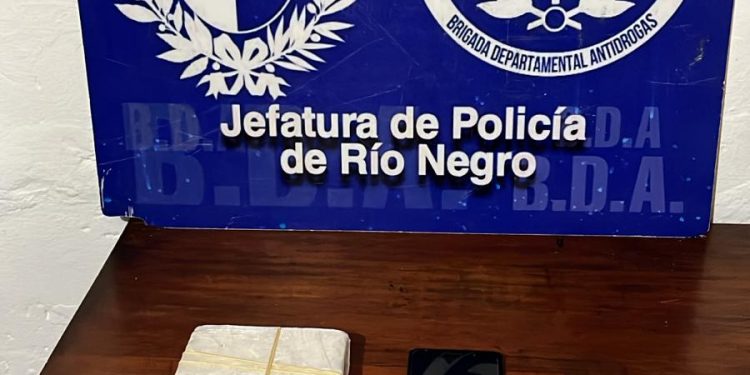 BRIGADA DEPARTAMENTAL ANTIDROGAS
Jefatura de Policía
de Río Negro
B.D.
B.D.A
B.D.A.
B.D.A.